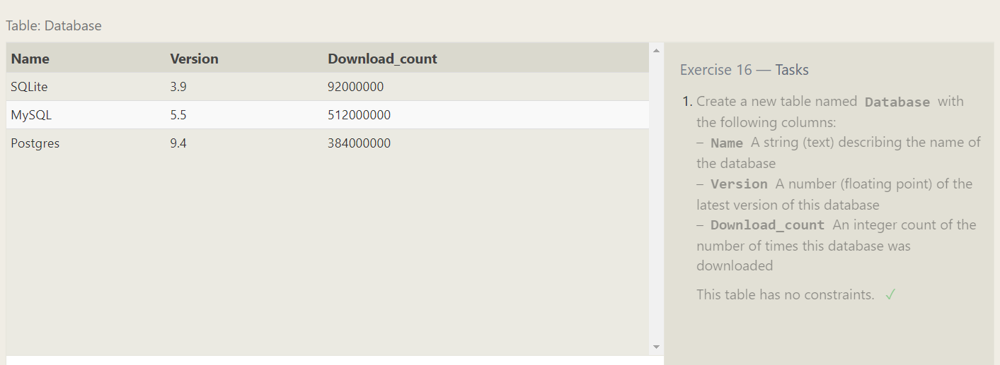 Table: Database
Name Version Download_count
SQLite 3.9 92000000
MySQL 5.5 512000000
Postgres 9.4 384000000
Exercise 16 — Tasks
1. Create a new table named Database with
the following columns:
– Name A string (text) describing the name of
the database
– Version A number (floating point) of the
latest version of this database
– Download_count An integer count of the
number of times this database was
downloaded
This table has no constraints. ✓